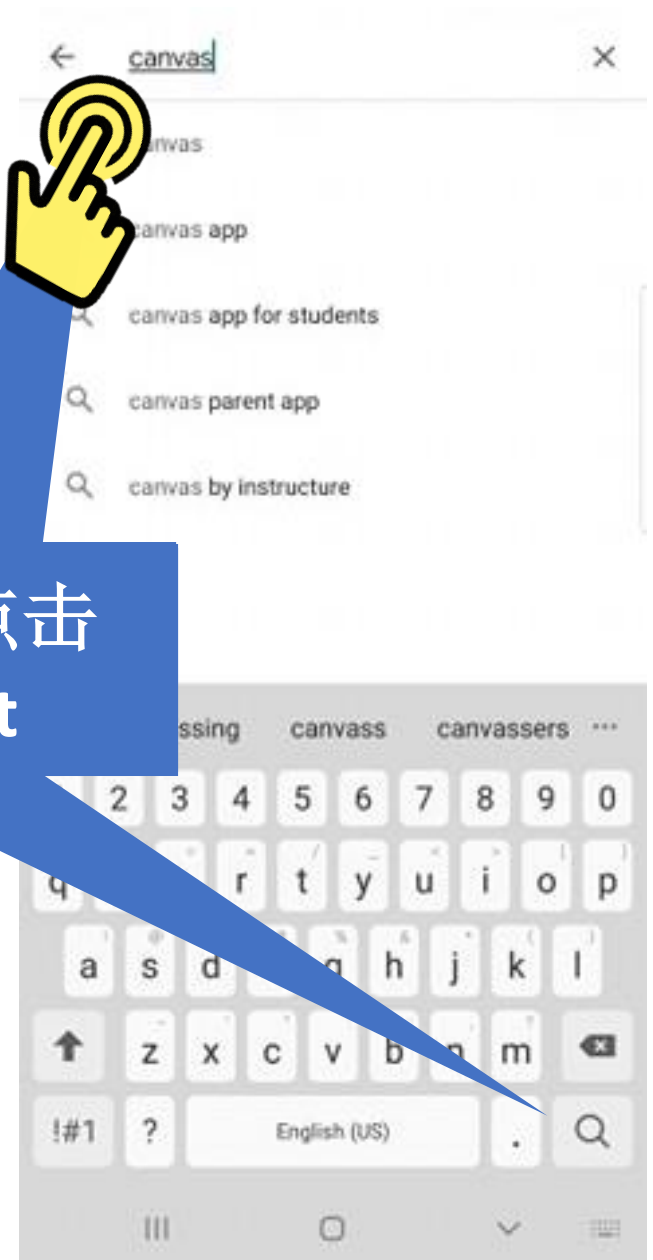 canvas
canvas app
canvas app for students
canvas parent app
canvas by instructure
点击
canvass canvassers ...
2 3 4 5 6 7 8 9 0
q r t y u i o p
a s d g h j k l
z x c v b n m
!#1 ? English (US) .